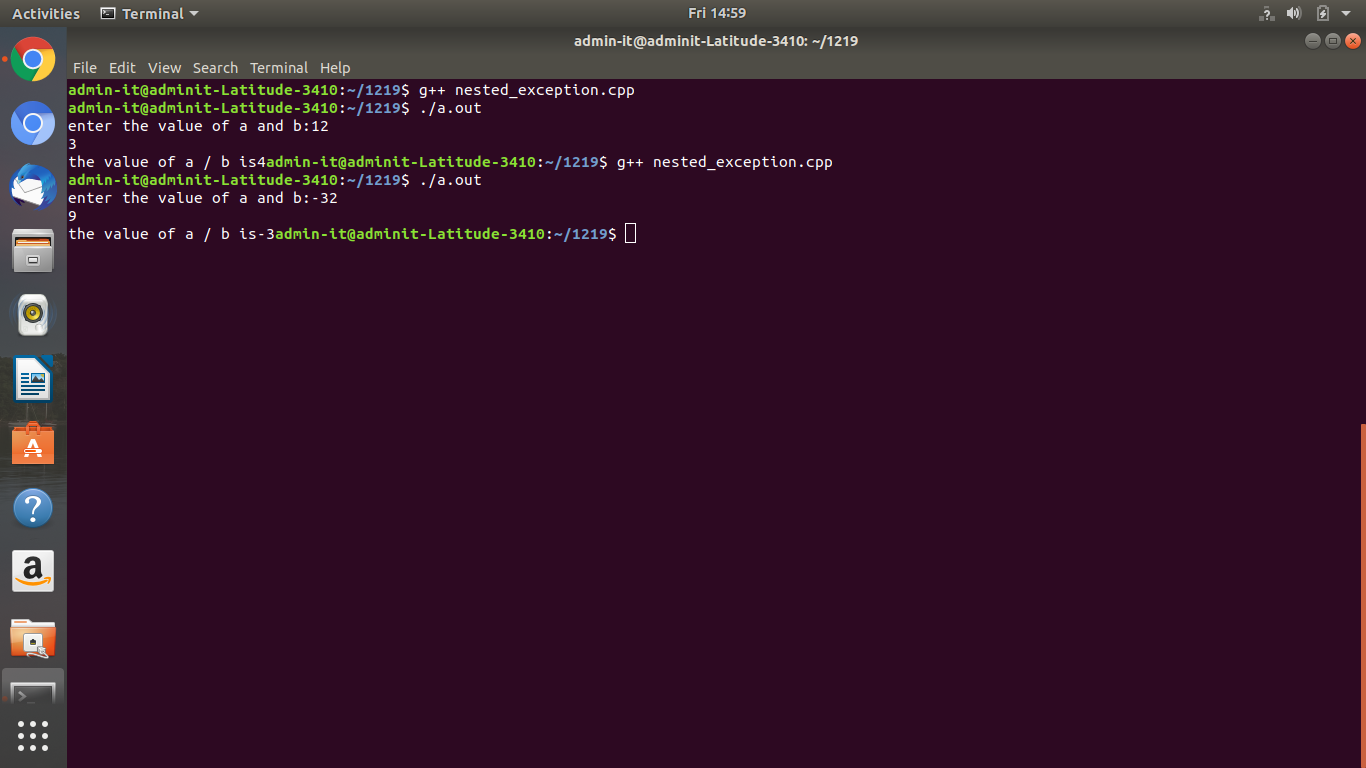 Activities Terminal Fri 14:59
admin-it@adminit-Latitude-3410: ~/1219
File Edit View Search Terminal Help
admin-it@adminit-Latitude-3410:~/1219$ g++ nested_exception.cpp
admin-it@adminit-Latitude-3410:~/1219$ ./a.out
enter the value of a and b:12
3
the value of a / b is4admin-it@adminit-Latitude-3410:~/1219$ g++ nested_exception.cpp
admin-it@adminit-Latitude-3410:~/1219$ ./a.out
enter the value of a and b:-32
9
the value of a / b is-3admin-it@adminit-Latitude-3410:~/1219$